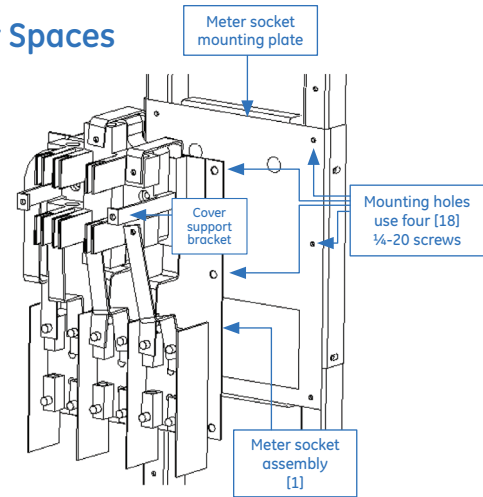 Spaces
Meter socket
mounting plate
Cover
support
bracket
Mounting holes
use four [18]
¼-20 screws
Meter socket
assembly
[1]